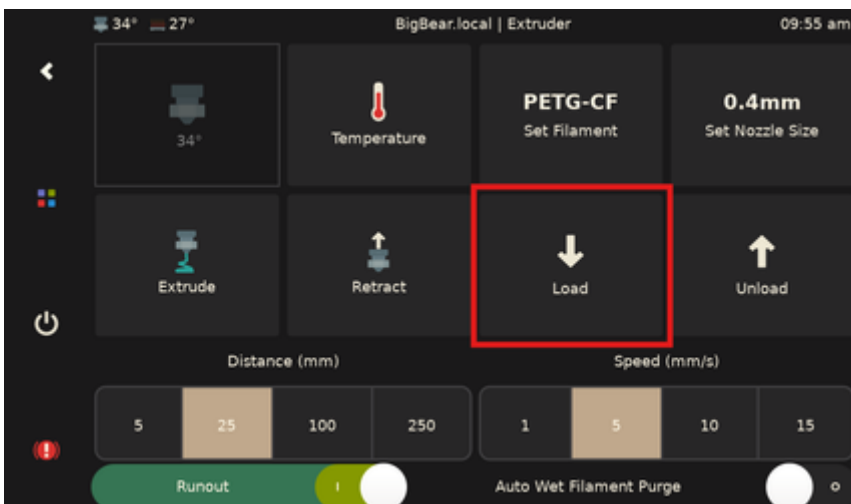 34° 27° BigBear.local | Extruder 09:55 am
34°
Temperature
PETG-CF
Set Filament
0.4mm
Set Nozzle Size
Extrude
Retract
Load
Unload
Distance (mm)
Speed (mm/s)
5 25 100 250
1 5 10 15
Runout
Auto Wet Filament Purge